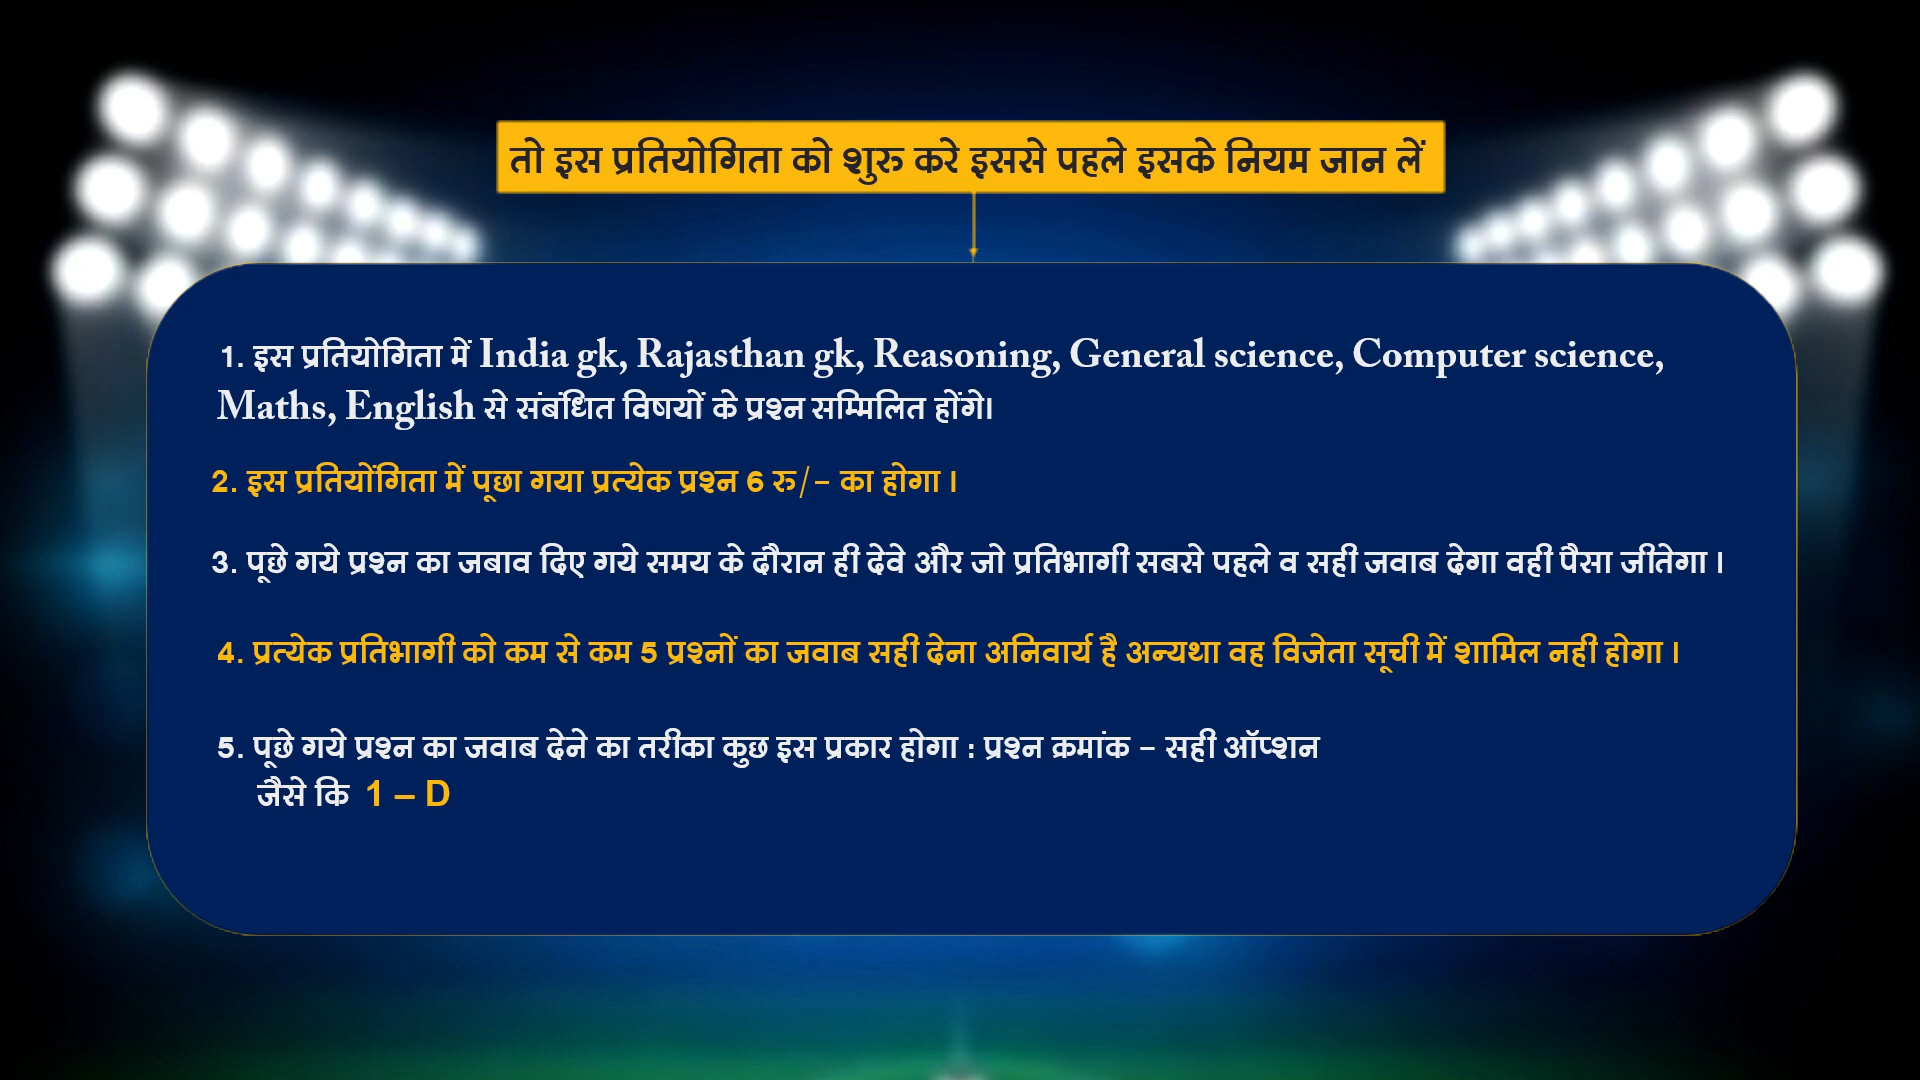 तो इस प्रतियोगिता को शुरु करे इससे पहले इसके नियम जान लें
1. इस प्रतियोगिता में India gk, Rajasthan gk, Reasoning, General science, Computer science,
Maths, English से संबंधित विषयों के प्रश्न सम्मिलित होंगे।
2. इस प्रतियोंगिता में पूछा गया प्रत्येक प्रश्न 6 रु/- का होगा ।
3. पूछे गये प्रश्न का जबाव दिए गये समय के दौरान ही देवे और जो प्रतिभागी सबसे पहले व सही जवाब देगा वही पैसा जीतेगा ।
4. प्रत्येक प्रतिभागी को कम से कम 5 प्रश्नों का जवाब सही देना अनिवार्य है अन्यथा वह विजेता सूची में शामिल नही होगा ।
5. पूछे गये प्रश्न का जवाब देने का तरीका कुछ इस प्रकार होगा : प्रश्न क्रमांक – सही ऑप्शन
जैसे कि 1 – D